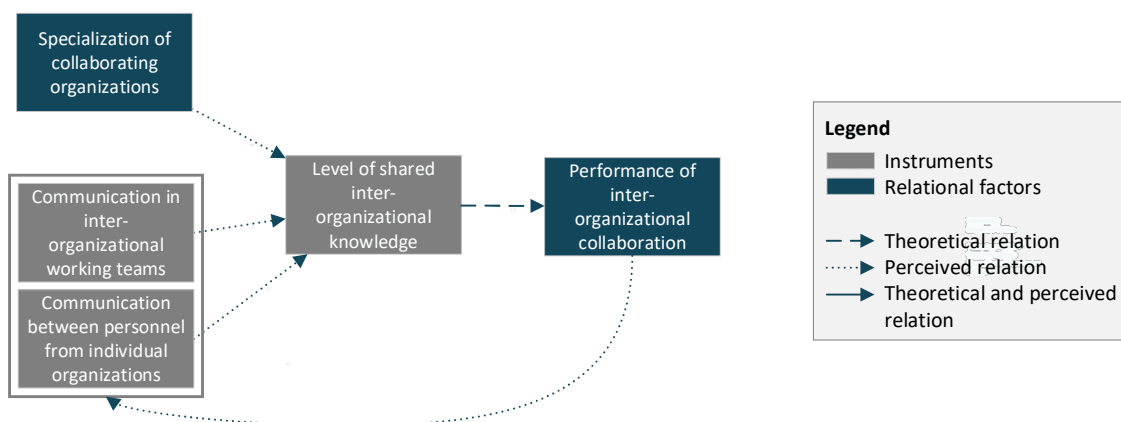 Specialization of
collaborating
organizations
Level of shared
inter-
organizational
knowledge
Performance of
inter-
organizational
collaboration
Communication in
inter-
organizational
working teams
Communication
between personnel
from individual
organizations
Legend
Instruments
Relational factors
Theoretical relation
Perceived relation
Theoretical and perceived
relation